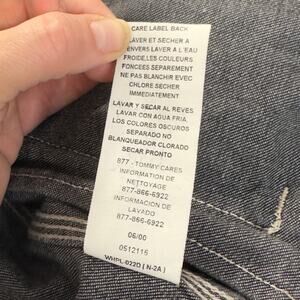 CARE LABEL BACK
LAVER ET SECHER A
L'ENVERS LAVER A L'EAU
FROIDE,LES COULEURS
FONCEES SEPAREMENT
NE PAS BLANCHIR EVEC
CHLORE SECHER
IMMEDIATEMENT
LAVAR Y SECAR AL REVES
LAVAR CON AGUA FRIA,
LOS COLORES OSCUROS
SEPARADO NO
BLANQUEADOR CLORADO
SECAR PRONTO
877 - TOMMY CARES
INFORMATION DE
NETTOYAGE
877-866-6922
INFORMACION DE
LAVADO
877-866-6922
06/00
0512116
WHPL-022D ( N-2A )